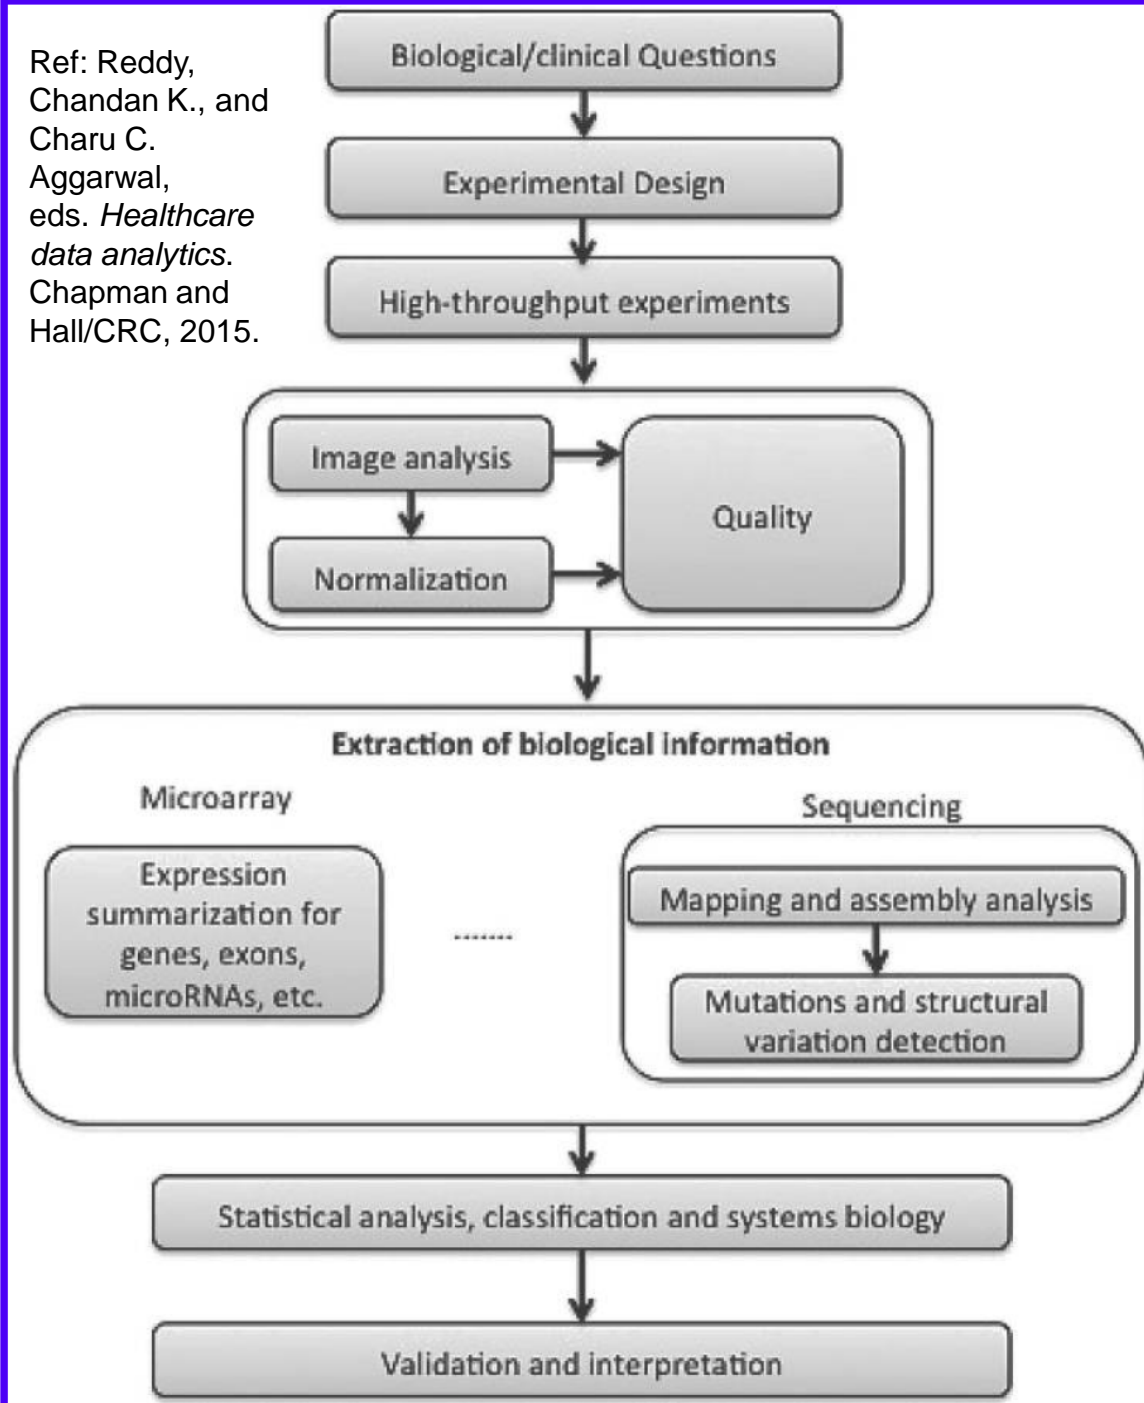 Ref: Reddy,
Chandan K., and
Charu C.
Aggarwal,
eds. Healthcare
data analytics.
Chapman and
Hall/CRC, 2015.
Biological/clinical Questions
Experimental Design
High-throughput experiments
Image analysis
Quality
Normalization
Extraction of biological information
Microarray
Expression
summarization for
genes, exons,
microRNAs, etc.
.......
Sequencing
Mapping and assembly analysis
Mutations and structural
variation detection
Statistical analysis, classification and systems biology
Validation and interpretation